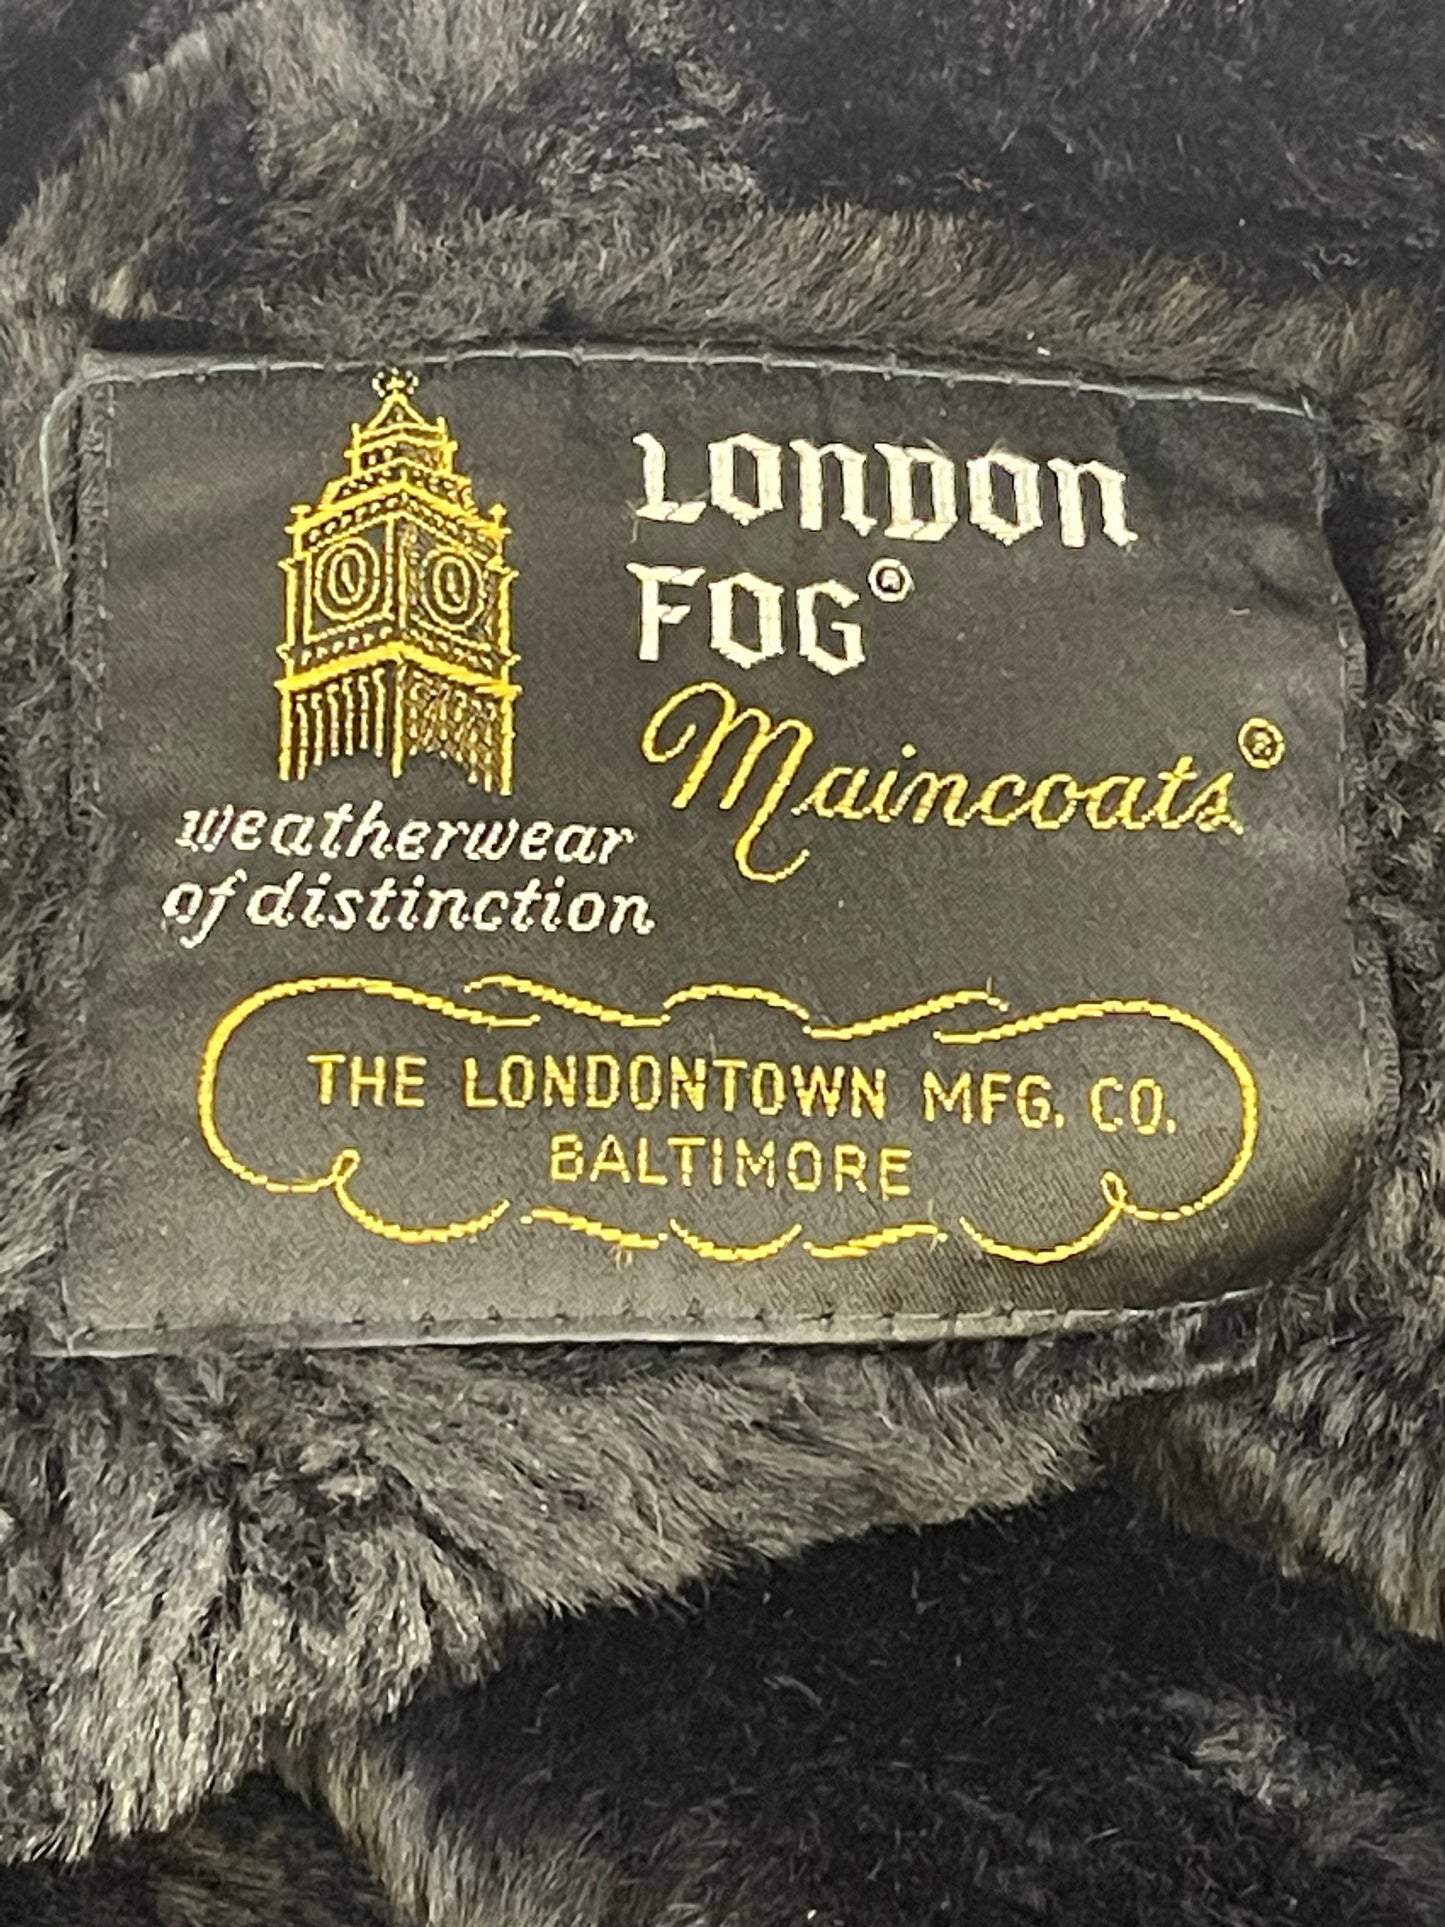 LONDON
FOG®
Maincoats®
weatherwear
of distinction
THE LONDONTOWN MFG. CO.
BALTIMORE